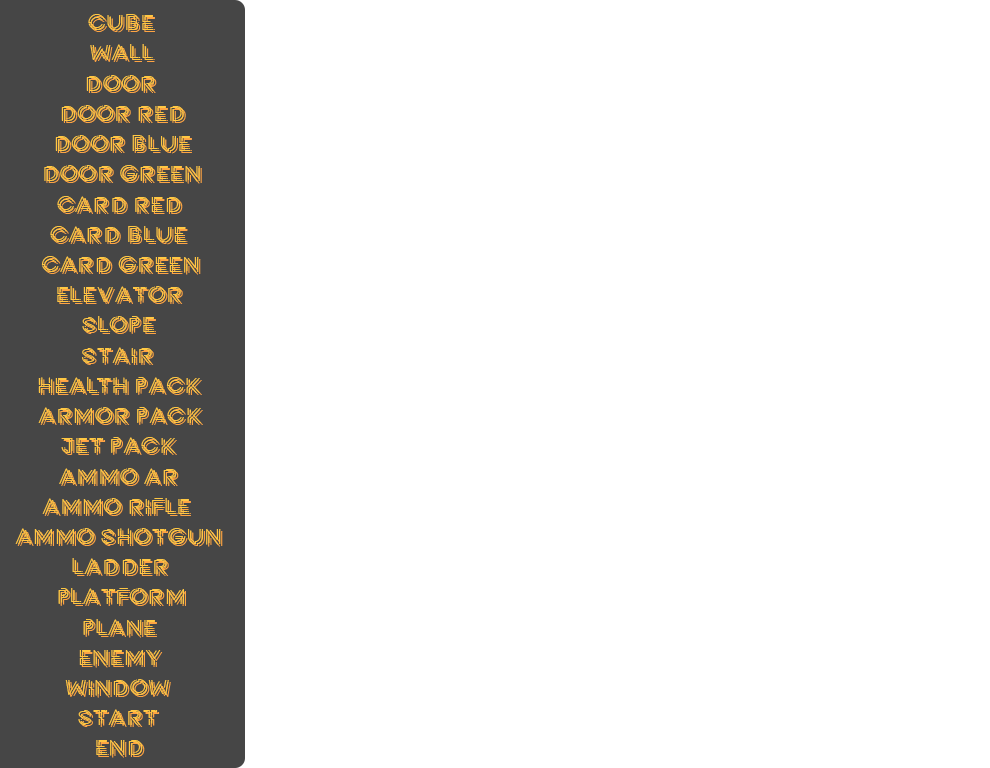 CUBE
WALL
DOOR
DOOR RED
DOOR BLUE
DOOR GREEN
CARD RED
CARD BLUE
CARD GREEN
ELEVATOR
SLOPE
STAIR
HEALTH PACK
ARMOR PACK
JET PACK
AMMO AR
AMMO RIFLE
AMMO SHOTGUN
LADDER
PLATFORM
PLANE
ENEMY
WINDOW
START
END